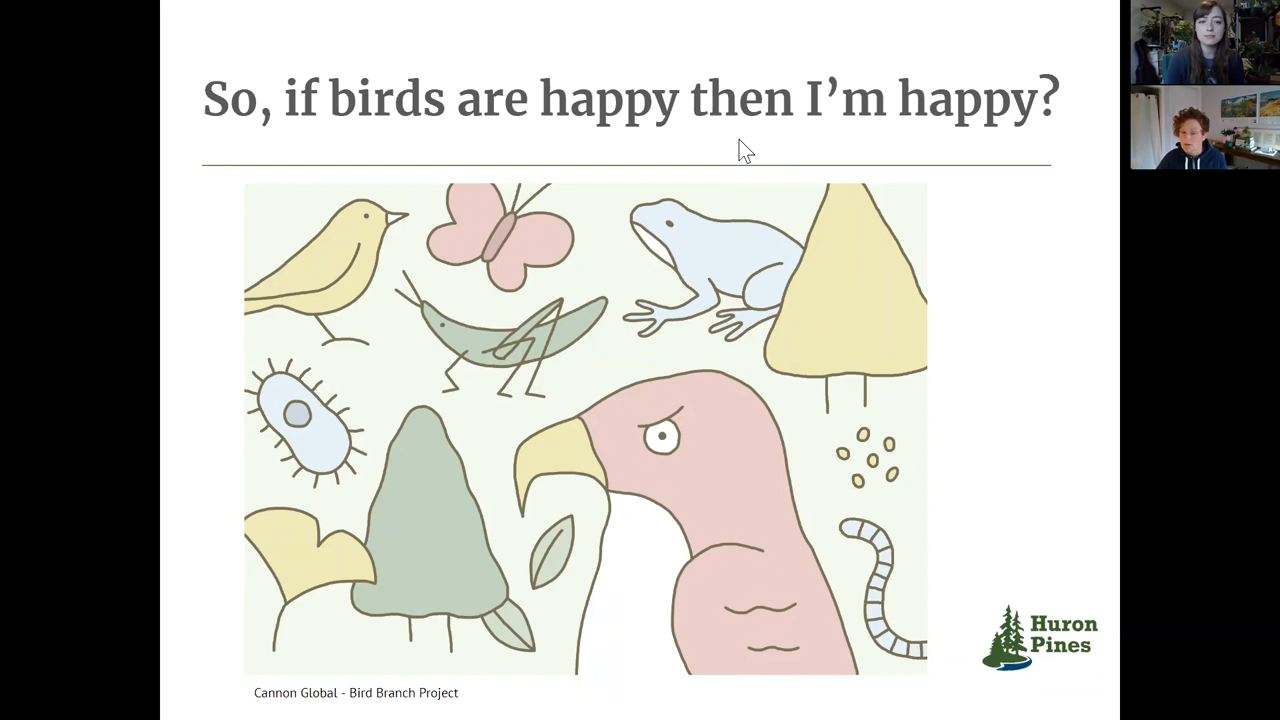 So, if birds are happy then I’m happy?
Huron
Pines
Cannon Global - Bird Branch Project